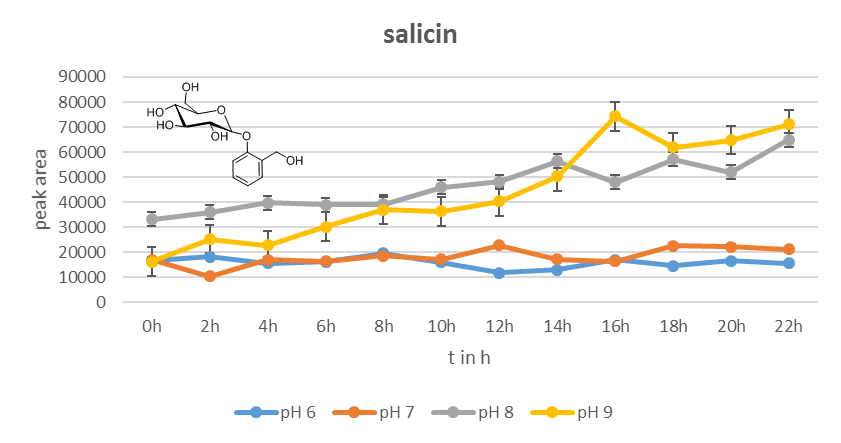 salicin
peak area
90000
80000
70000
60000
50000
40000
30000
20000
10000
0
OH
HO
O
HO
OH
O
OH
0h 2h 4h 6h 8h 10h 12h 14h 16h 18h 20h 22h
t in h
pH 6 pH 7 pH 8 pH 9